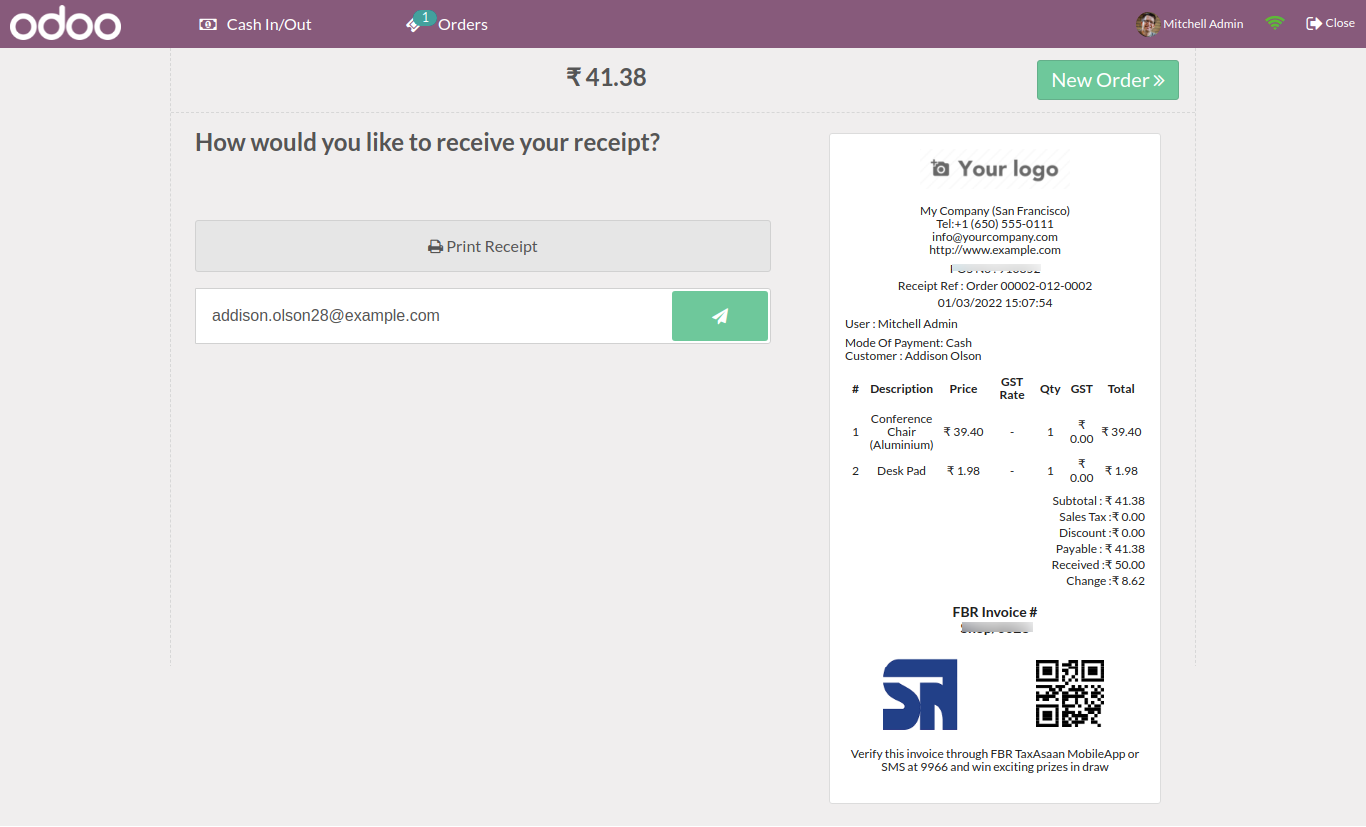 odoo
Cash In/Out
1
Orders
Mitchell Admin
Close
₹ 41.38
New Order
How would you like to receive your receipt?
Print Receipt
addison.olson28@example.com
Your logo
My Company (San Francisco)
Tel:+1 (650) 555-0111
info@yourcompany.com
http://www.example.com
Receipt Ref : Order 00002-012-0002
01/03/2022 15:07:54
User : Mitchell Admin
Mode Of Payment: Cash
Customer : Addison Olson
# Description Price GST Rate Qty GST Total
1 Conference Chair (Aluminium) ₹ 39.40 - 1 ₹ 0.00 ₹ 39.40
2 Desk Pad ₹ 1.98 - 1 ₹ 0.00 ₹ 1.98
Subtotal : ₹ 41.38
Sales Tax :₹ 0.00
Discount :₹ 0.00
Payable : ₹ 41.38
Received :₹ 50.00
Change :₹ 8.62
FBR Invoice #
Verify this invoice through FBR TaxAsaan MobileApp or
SMS at 9966 and win exciting prizes in draw